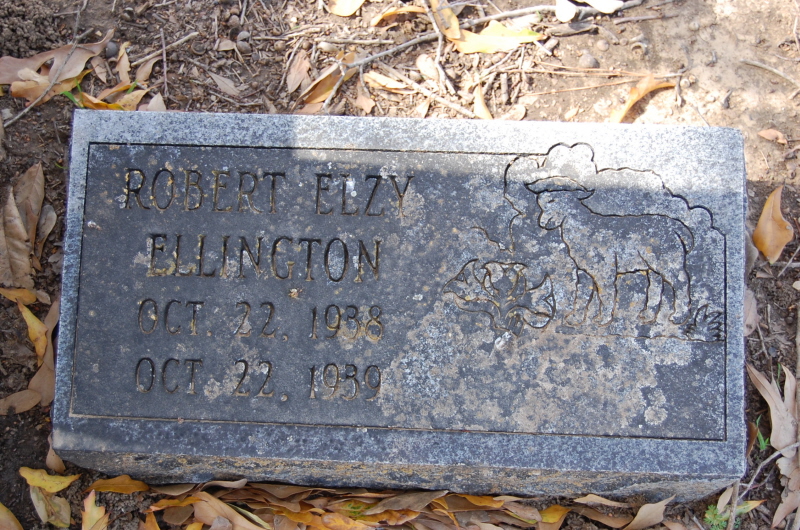 ROBERT ELZY
ELLINGTON
OCT. 22, 1938
OCT. 22, 1939